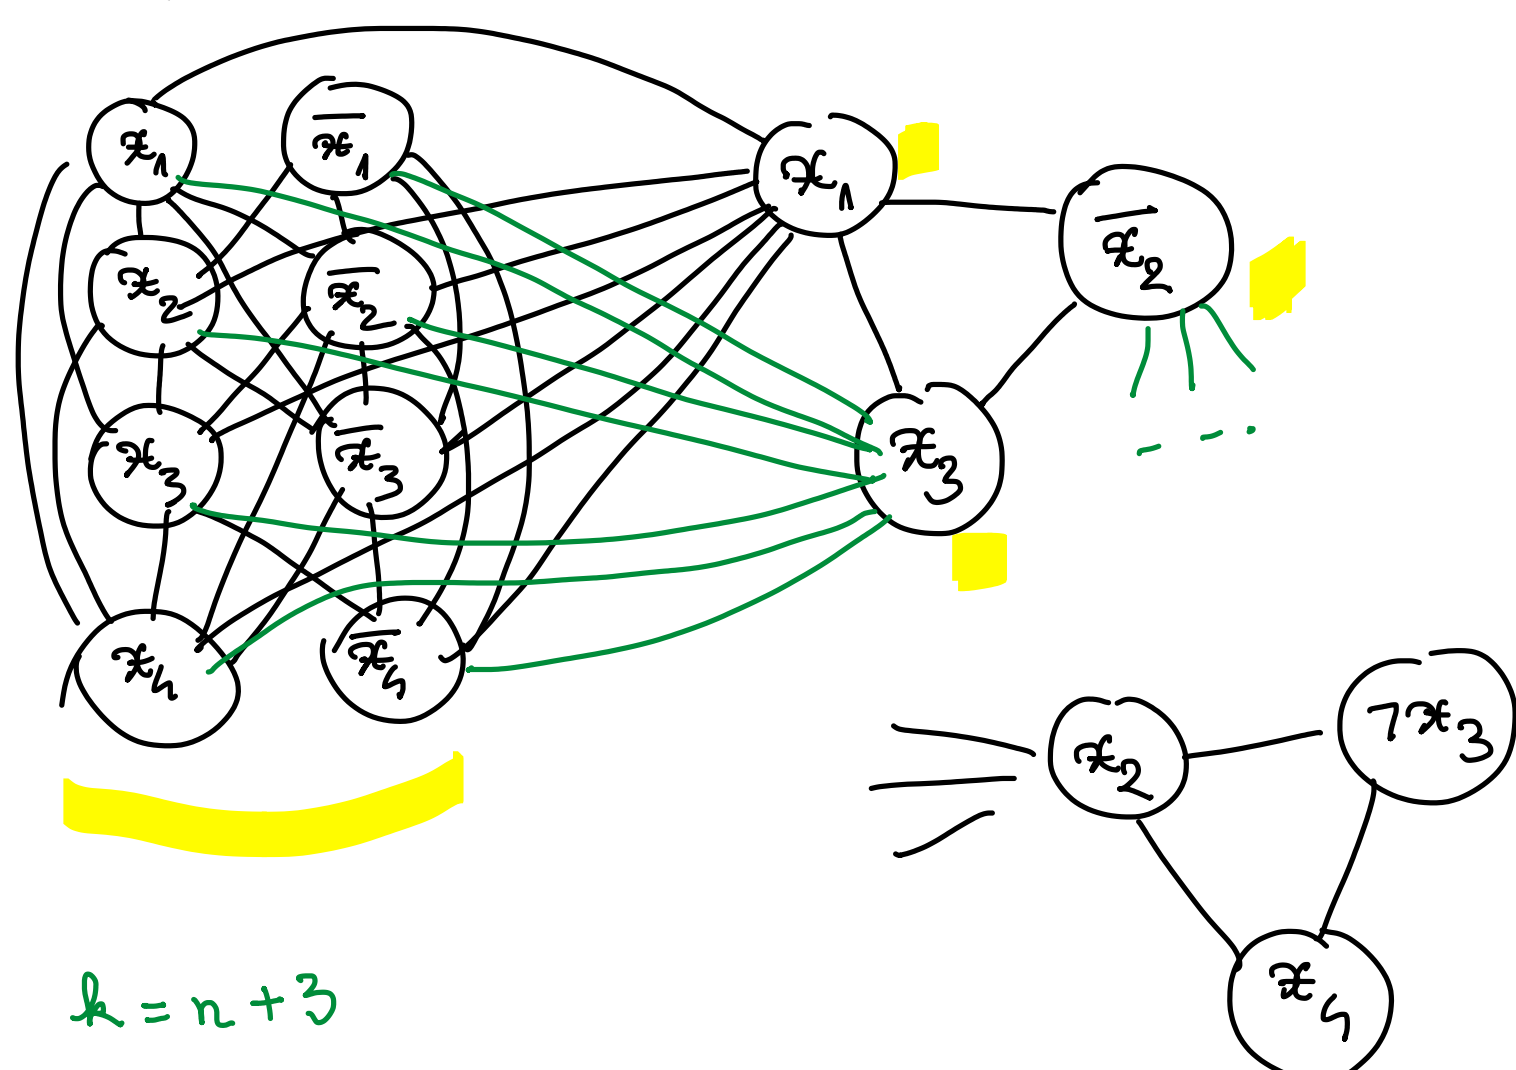 x₁ x̅₁
x₁
x̅₂
x₂ x̅₂
x₃ x̅₃
x₃
x₄ x̅₄
x₂ ¬x₃
x₄
k = n + 3